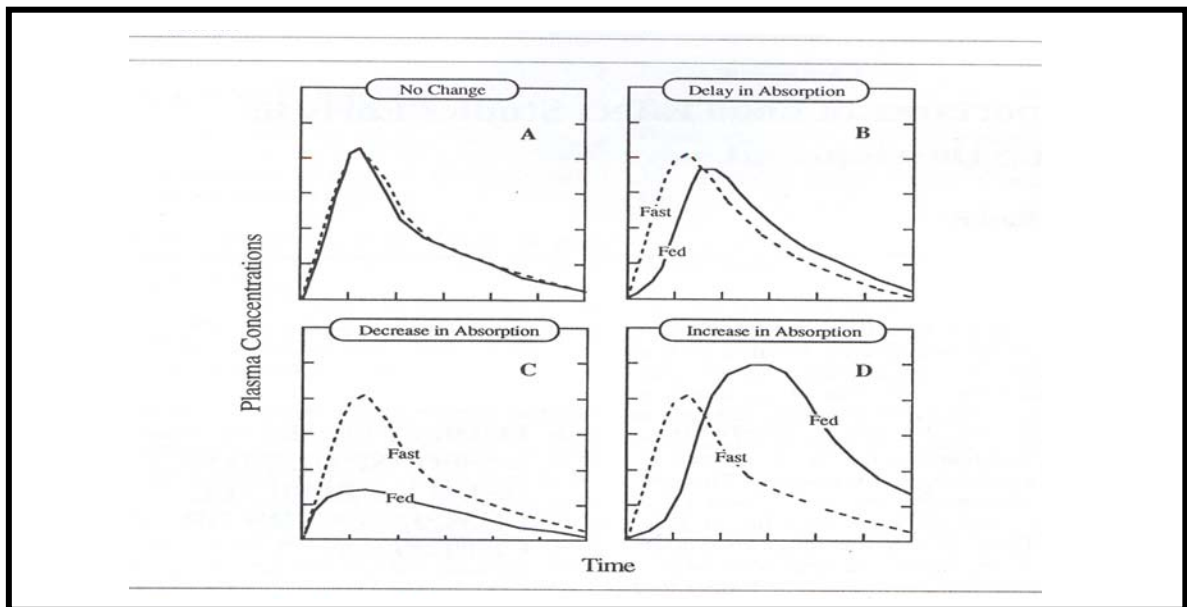 No Change
A
Delay in Absorption
B
Fast
Fed
Plasma Concentrations
Decrease in Absorption
C
Fast
Fed
Increase in Absorption
D
Fed
Fast
Time